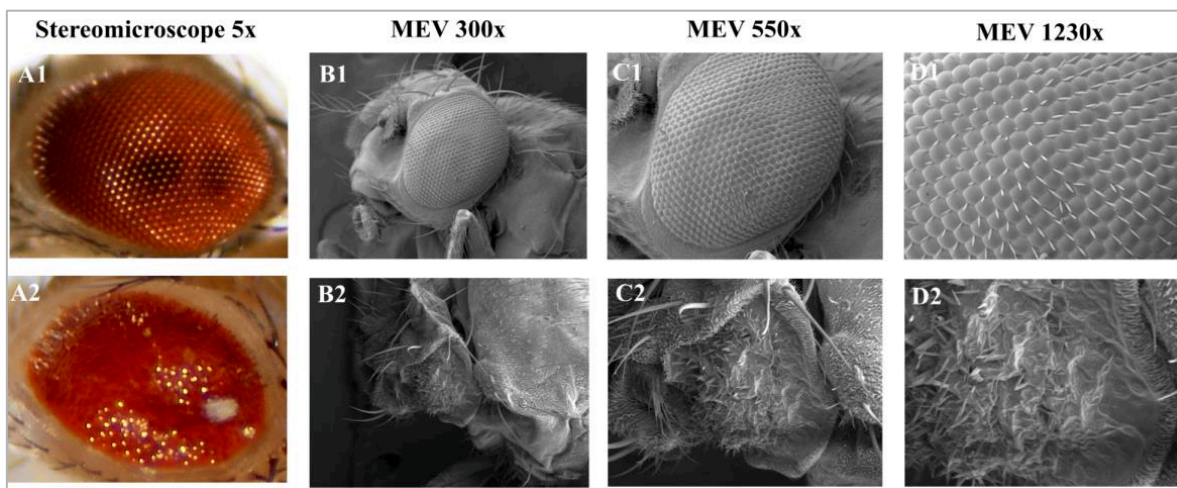 Stereomicroscope 5x MEV 300x MEV 550x MEV 1230x
A1 B1 C1 D1
A2 B2 C2 D2